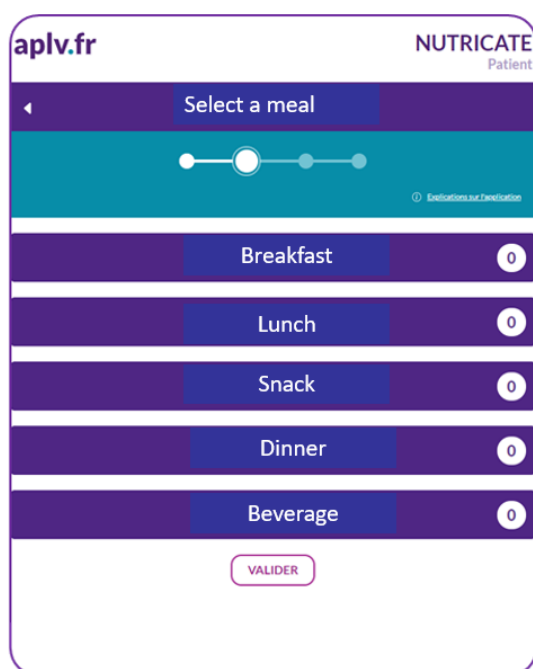 aplv.fr
NUTRICATE
Patient
Select a meal
Explications sur l'application
Breakfast 0
Lunch 0
Snack 0
Dinner 0
Beverage 0
VALIDER